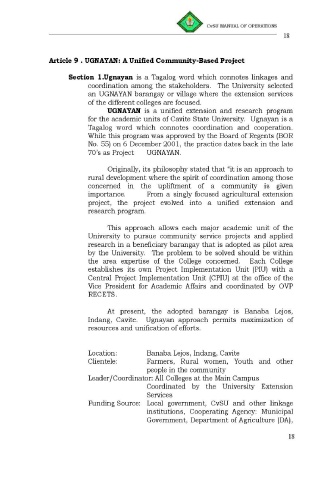 CvSU MANUAL OF OPERATIONS
18
Article 9 . UGNAYAN: A Unified Community-Based Project
Section 1.Ugnayan is a Tagalog word which connotes linkages and
coordination among the stakeholders. The University selected
an UGNAYAN barangay or village where the extension services
of the different colleges are focused.
UGNAYAN is a unified extension and research program
for the academic units of Cavite State University. Ugnayan is a
Tagalog word which connotes coordination and cooperation.
While this program was approved by the Board of Regents (BOR
No. 55) on 6 December 2001, the practice dates back in the late
70's as Project UGNAYAN.
Originally, its philosophy stated that "it is an approach to
rural development where the spirit of coordination among those
concerned in the upliftment of a community is given
importance. From a singly focused agricultural extension
project, the project evolved into a unified extension and
research program.
This approach allows each major academic unit of the
University to pursue community service projects and applied
research in a beneficiary barangay that is adopted as pilot area
by the University. The problem to be solved should be within
the area expertise of the College concerned. Each College
establishes its own Project Implementation Unit (PIU) with a
Central Project Implementation Unit (CPIU) at the office of the
Vice President for Academic Affairs and coordinated by OVP
RECETS.
At present, the adopted barangay is Banaba Lejos,
Indang, Cavite. Ugnayan approach permits maximization of
resources and unification of efforts.
Location: Banaba Lejos, Indang, Cavite
Clientele: Farmers, Rural women, Youth and other
people in the community
Leader/Coordinator: All Colleges at the Main Campus
Coordinated by the University Extension
Services
Funding Source: Local government, CvSU and other linkage
institutions, Cooperating Agency: Municipal
Government, Department of Agriculture (DA),
18